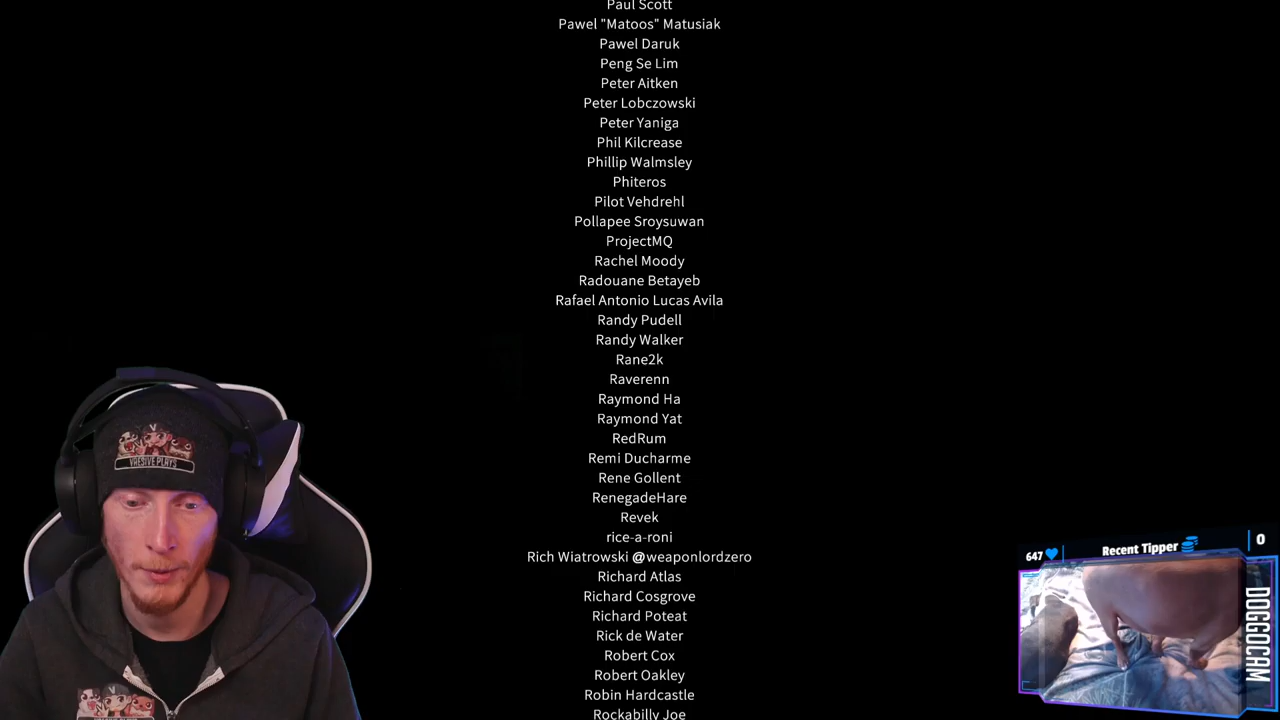 Paul Scott
Pawel "Matoos" Matusiak
Pawel Daruk
Peng Se Lim
Peter Aitken
Peter Lobczowski
Peter Yaniga
Phil Kilcrease
Phillip Walmsley
Phiteros
Pilot Vehdrehl
Pollapee Sroysuwan
ProjectMQ
Rachel Moody
Radouane Betayeb
Rafael Antonio Lucas Avila
Randy Pudell
Randy Walker
Rane2k
Raverenn
Raymond Ha
Raymond Yat
RedRum
Remi Ducharme
Rene Gollent
RenegadeHare
Revek
rice-a-roni
Rich Wiatrowski @weaponlordzero
Richard Atlas
Richard Cosgrove
Richard Poteat
Rick de Water
Robert Cox
Robert Oakley
Robin Hardcastle
Rockabilly Joe
VHESIVE PLAYS
647
Recent Tipper
0
DOGGOCAM